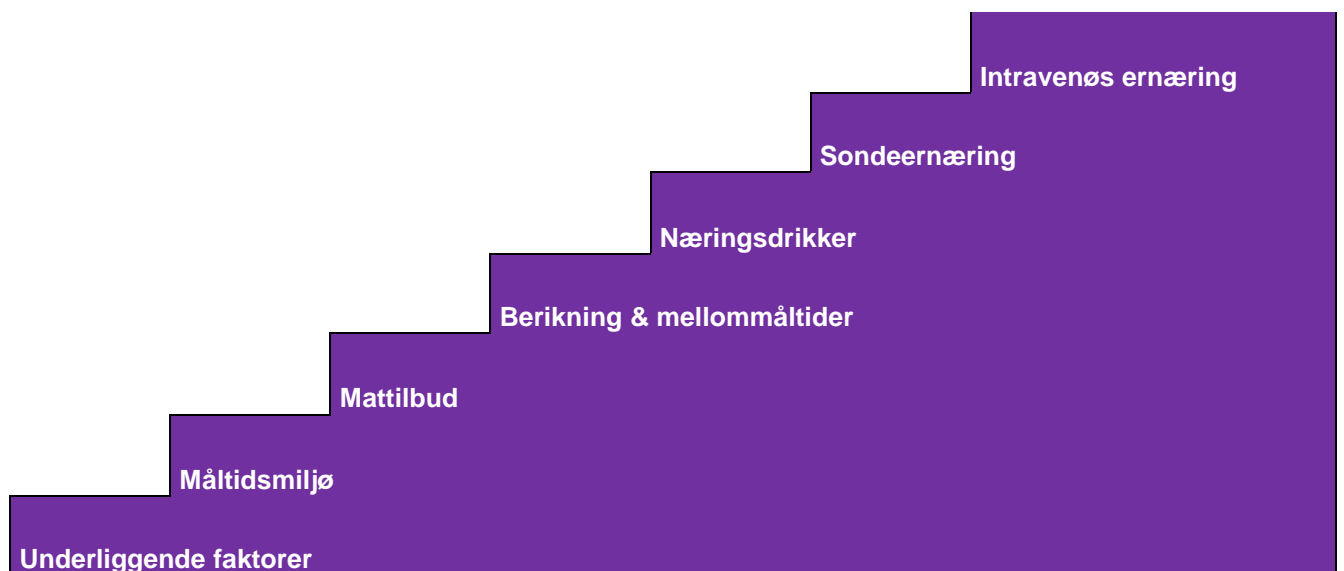 Intravenøs ernæring
Sondeernæring
Næringsdrikker
Berikning & mellommåltider
Mattilbud
Måltidsmiljø
Underliggende faktorer